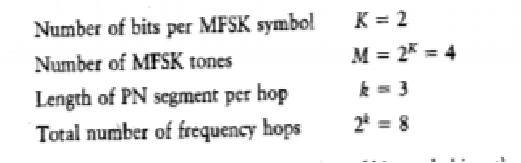 Number of bits per MFSK symbol K = 2
Number of MFSK tones M = 2^K = 4
Length of PN segment per hop k = 3
Total number of frequency hops 2^k = 8